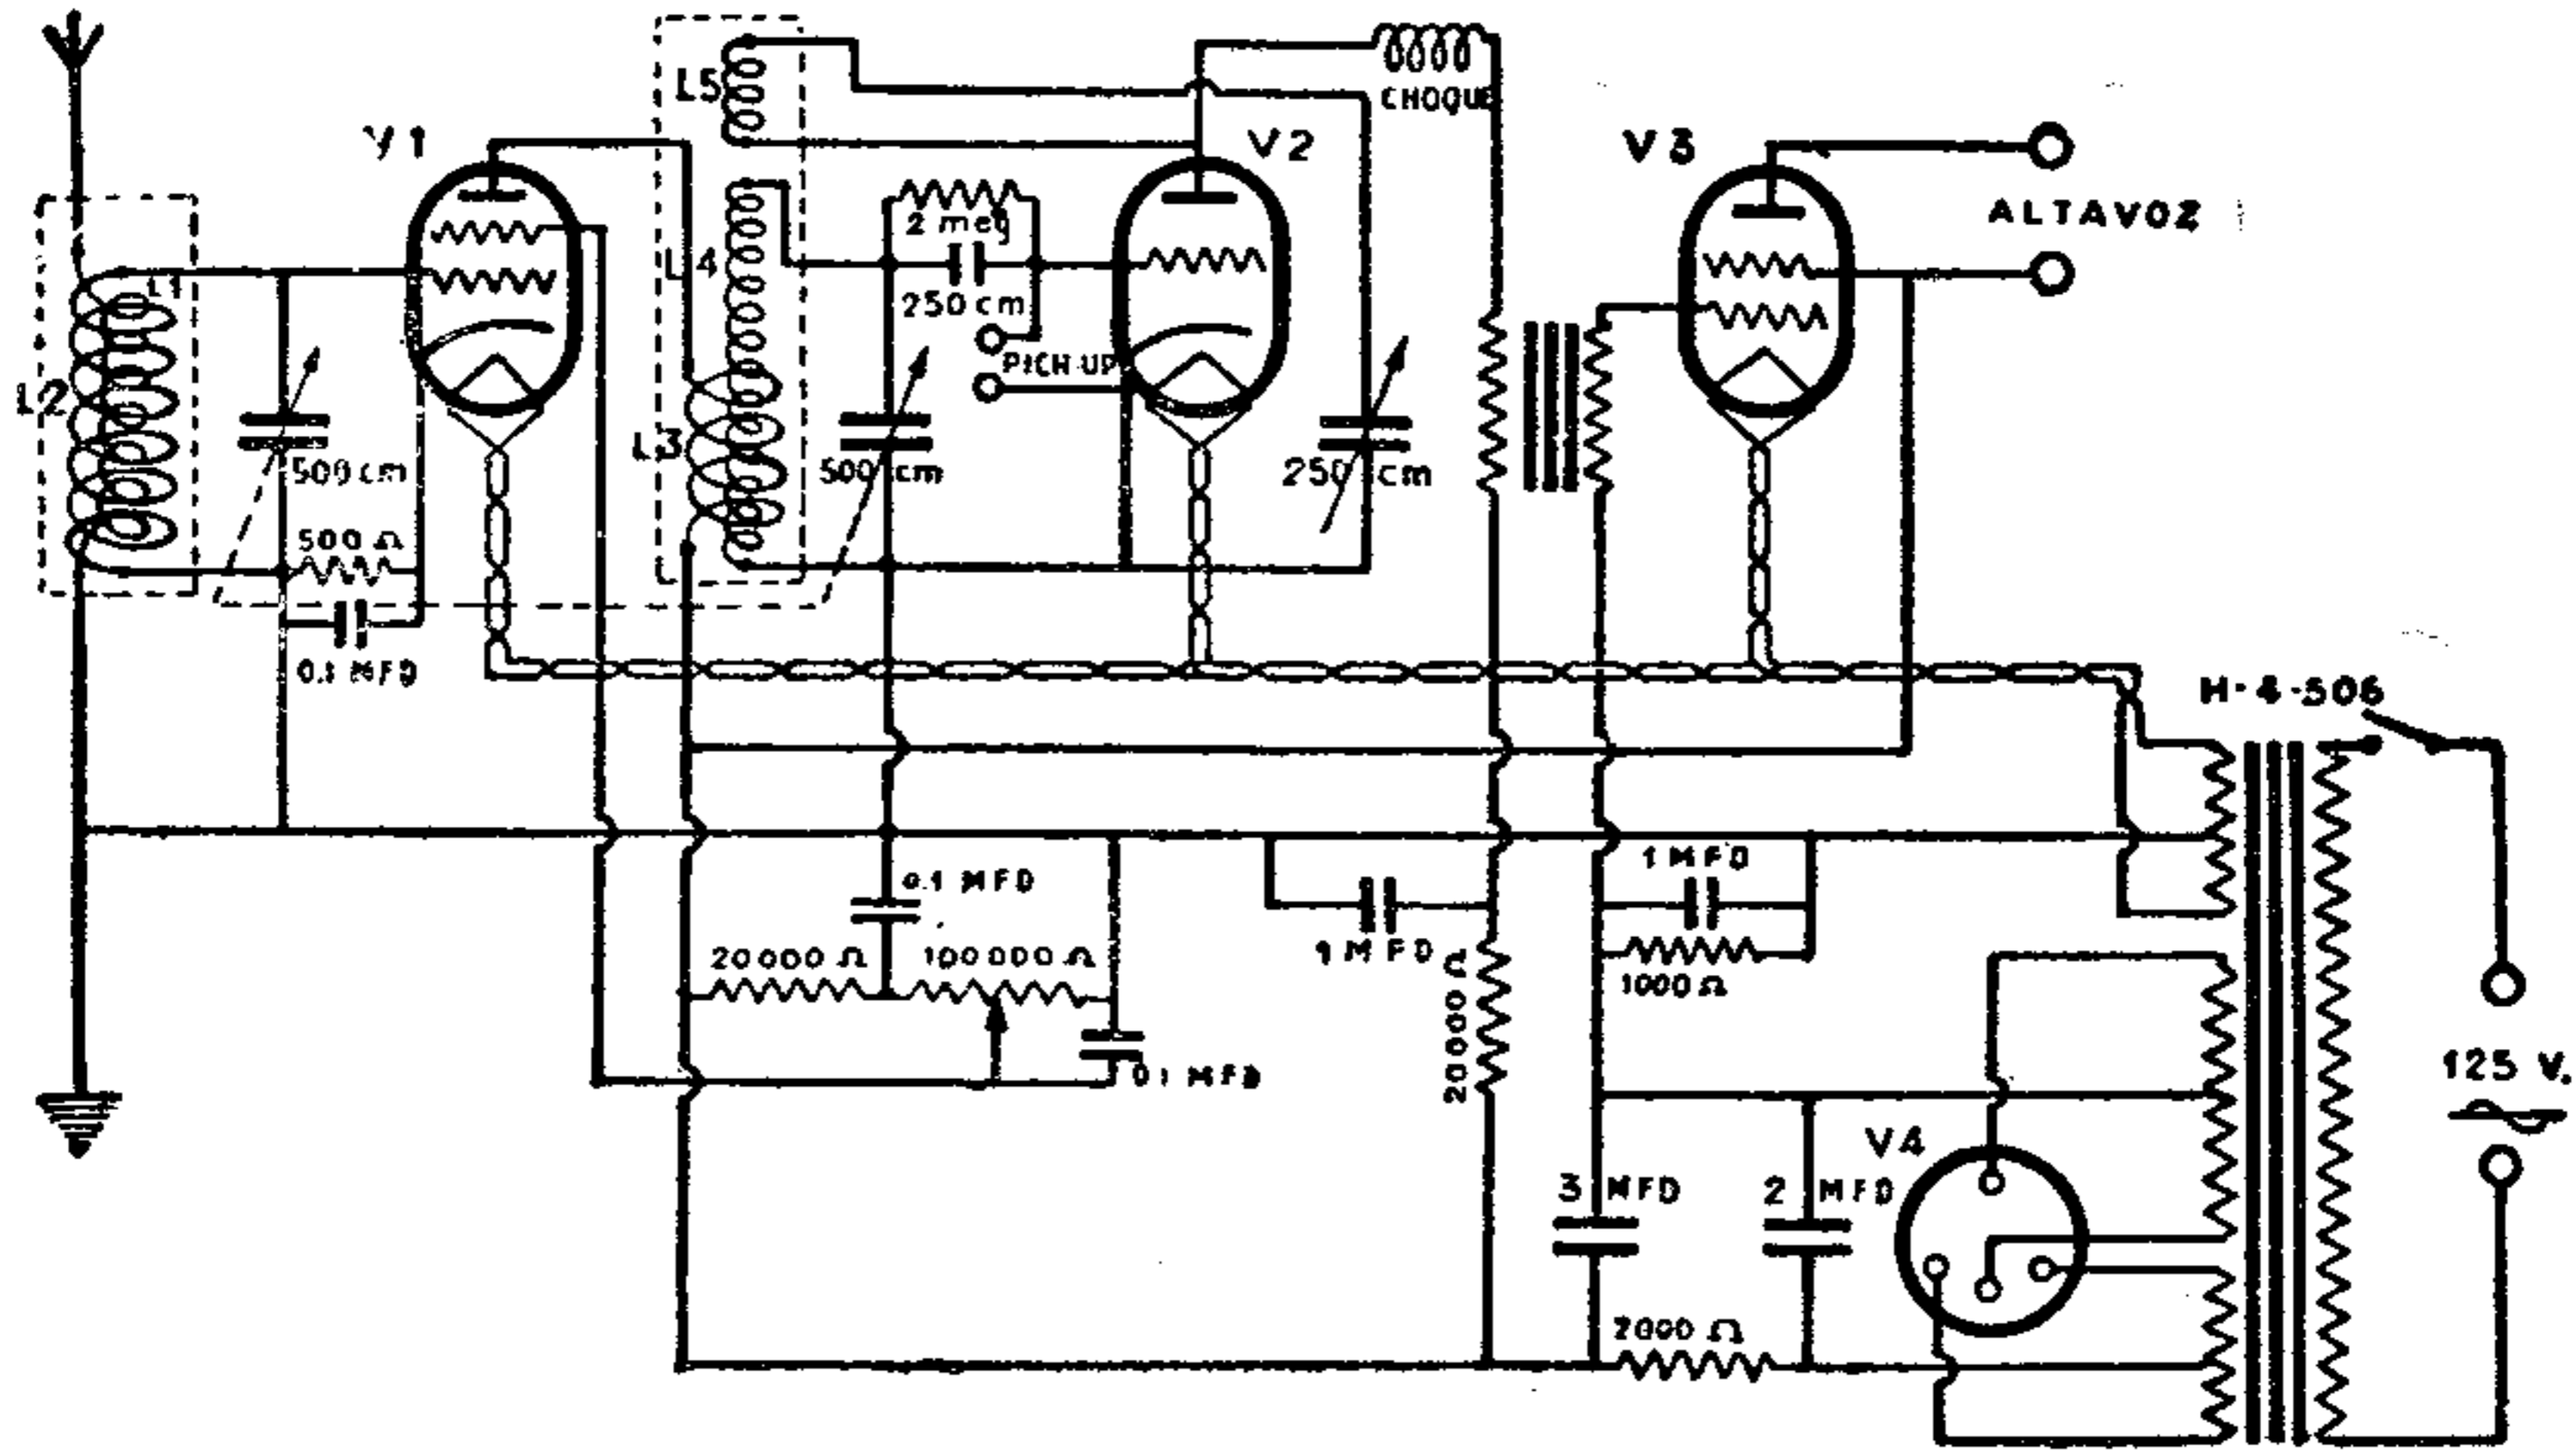 V1
L5
CHOQUE
V2
V3
ALTAVOZ
L1
L2
L4
L3
2 meg
250 cm
PICH UP
500 cm
500 cm
250 cm
500 Ω
0.1 MFD
H-4-506
0.1 MFD
20000 Ω
100000 Ω
0.1 MFD
1 MFD
20000 Ω
1 MFD
1000 Ω
125 V.
V4
3 MFD
2 MFD
2000 Ω